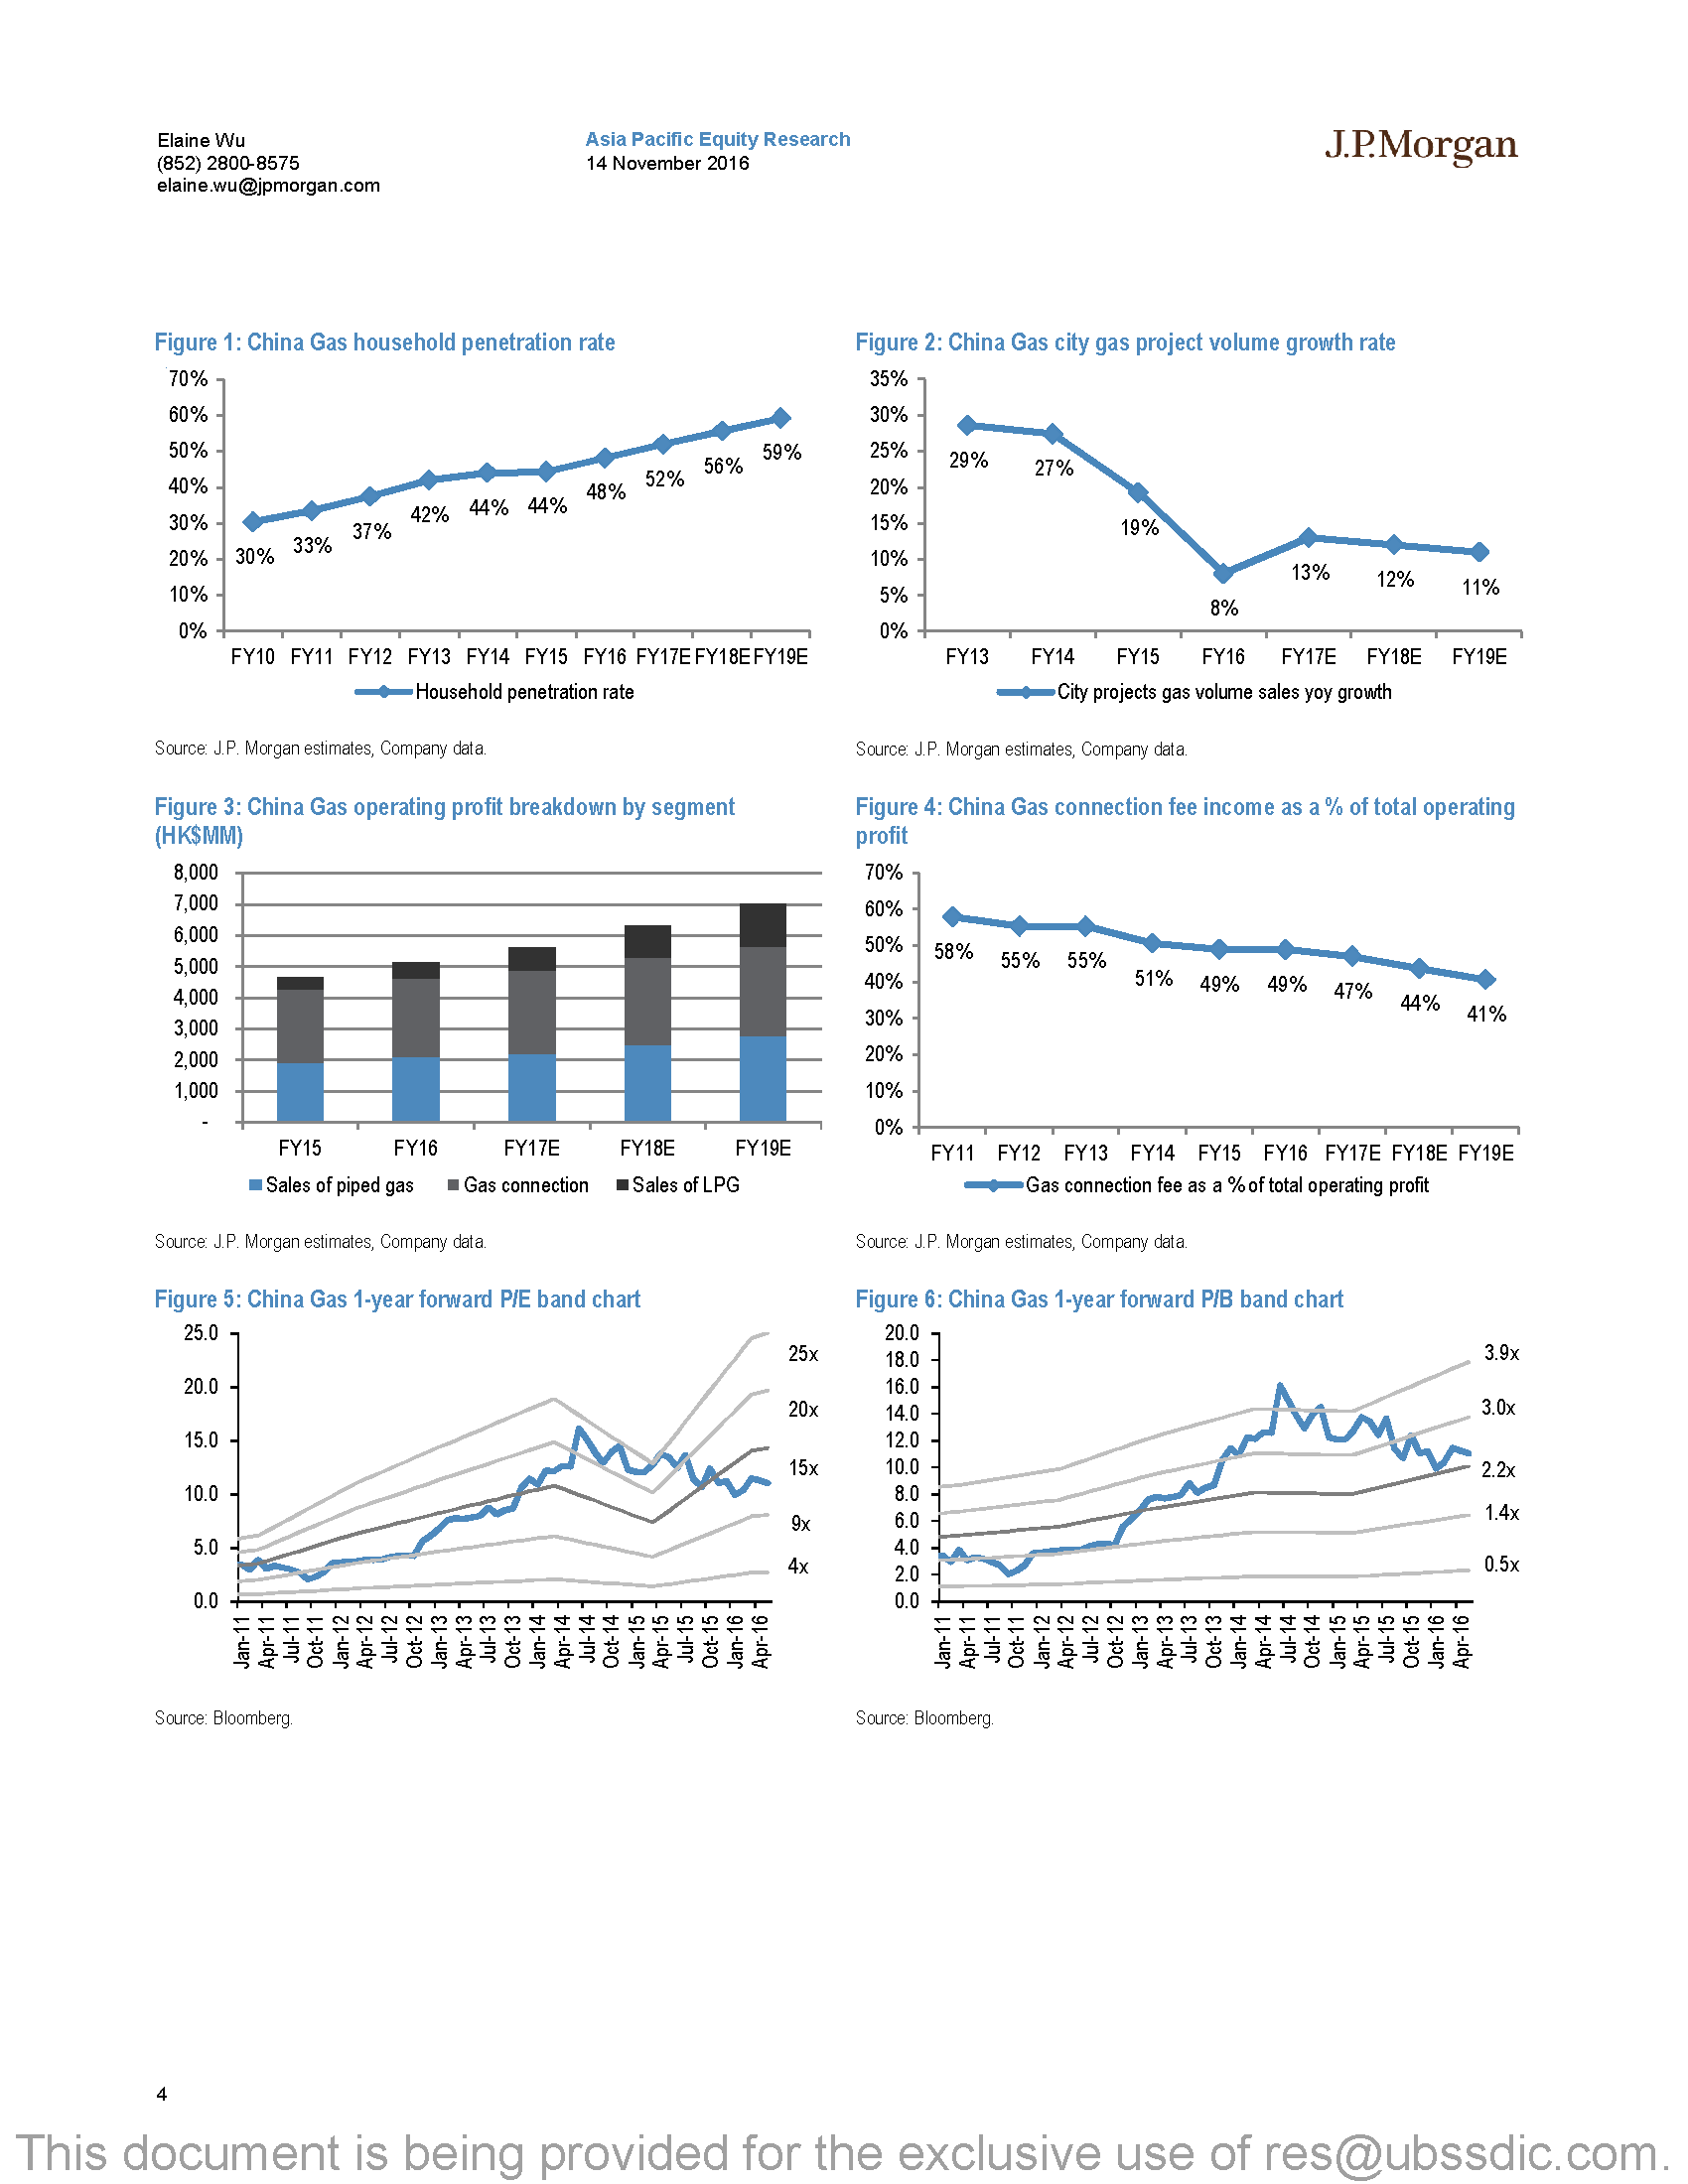 Elaine Wu
(852) 2800-8575
elaine.wu@jpmorgan.com
Asia Pacific Equity Research
14 November 2016
J.P.Morgan
Figure 1: China Gas household penetration rate
70%
60%
50%
40%
30%
20%
10%
0%
30%
33%
37%
42%
44%
44%
48%
52%
56%
59%
FY10 FY11 FY12 FY13 FY14 FY15 FY16 FY17E FY18E FY19E
Household penetration rate
Source: J.P. Morgan estimates, Company data.
Figure 2: China Gas city gas project volume growth rate
35%
30%
25%
20%
15%
10%
5%
0%
29%
27%
19%
8%
13%
12%
11%
FY13 FY14 FY15 FY16 FY17E FY18E FY19E
City projects gas volume sales yoy growth
Source: J.P. Morgan estimates, Company data.
Figure 3: China Gas operating profit breakdown by segment
(HK$MM)
8,000
7,000
6,000
5,000
4,000
3,000
2,000
1,000
-
FY15 FY16 FY17E FY18E FY19E
Sales of piped gas Gas connection Sales of LPG
Source: J.P. Morgan estimates, Company data.
Figure 4: China Gas connection fee income as a % of total operating
profit
70%
60%
50%
40%
30%
20%
10%
0%
58%
55%
55%
51%
49%
49%
47%
44%
41%
FY11 FY12 FY13 FY14 FY15 FY16 FY17E FY18E FY19E
Gas connection fee as a % of total operating profit
Source: J.P. Morgan estimates, Company data.
Figure 5: China Gas 1-year forward P/E band chart
25.0
20.0
15.0
10.0
5.0
0.0
25x
20x
15x
9x
4x
Jan-11 Apr-11 Jul-11 Oct-11 Jan-12 Apr-12 Jul-12 Oct-12 Jan-13 Apr-13 Jul-13 Oct-13 Jan-14 Apr-14 Jul-14 Oct-14 Jan-15 Apr-15 Jul-15 Oct-15 Jan-16 Apr-16
Source: Bloomberg.
Figure 6: China Gas 1-year forward P/B band chart
20.0
18.0
16.0
14.0
12.0
10.0
8.0
6.0
4.0
2.0
0.0
3.9x
3.0x
2.2x
1.4x
0.5x
Jan-11 Apr-11 Jul-11 Oct-11 Jan-12 Apr-12 Jul-12 Oct-12 Jan-13 Apr-13 Jul-13 Oct-13 Jan-14 Apr-14 Jul-14 Oct-14 Jan-15 Apr-15 Jul-15 Oct-15 Jan-16 Apr-16
Source: Bloomberg.
4
This document is being provided for the exclusive use of res@ubssdic.com.